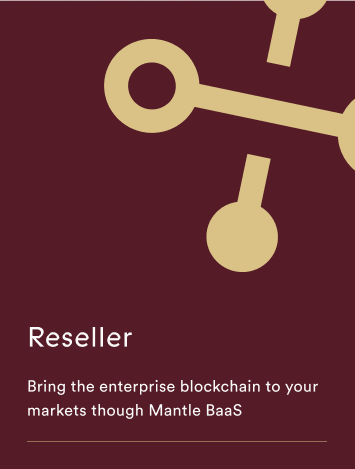 Reseller
Bring the enterprise blockchain to your
markets though Mantle BaaS